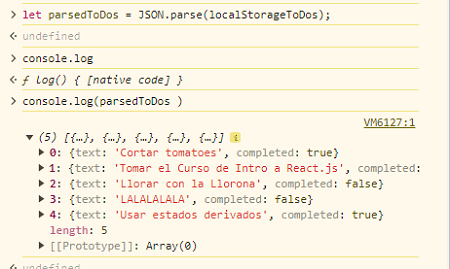 > let parsedToDos = JSON.parse(localStorageToDos);
< undefined
> console.log
< ƒ log() { [native code] }
> console.log(parsedToDos )
VM6127:1
▼ (5) [{…}, {…}, {…}, {…}, {…}] i
▶ 0: {text: 'Cortar tomatoes', completed: true}
▶ 1: {text: 'Tomar el Curso de Intro a React.js', completed:
▶ 2: {text: 'Llorar con la Llorona', completed: false}
▶ 3: {text: 'LALALALALA', completed: false}
▶ 4: {text: 'Usar estados derivados', completed: true}
length: 5
▶ [[Prototype]]: Array(0)
< undefined